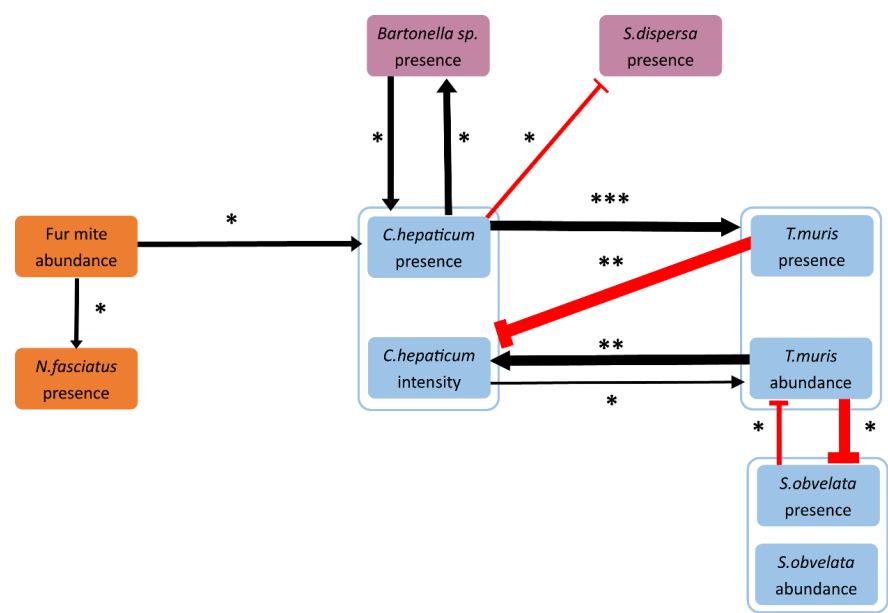 Bartonella sp.
presence
S.dispersa
presence
*
*
*
Fur mite
abundance
*
C.hepaticum
presence
***
T.muris
presence
**
*
N.fasciatus
presence
C.hepaticum
intensity
**
*
T.muris
abundance
*
*
S.obvelata
presence
S.obvelata
abundance